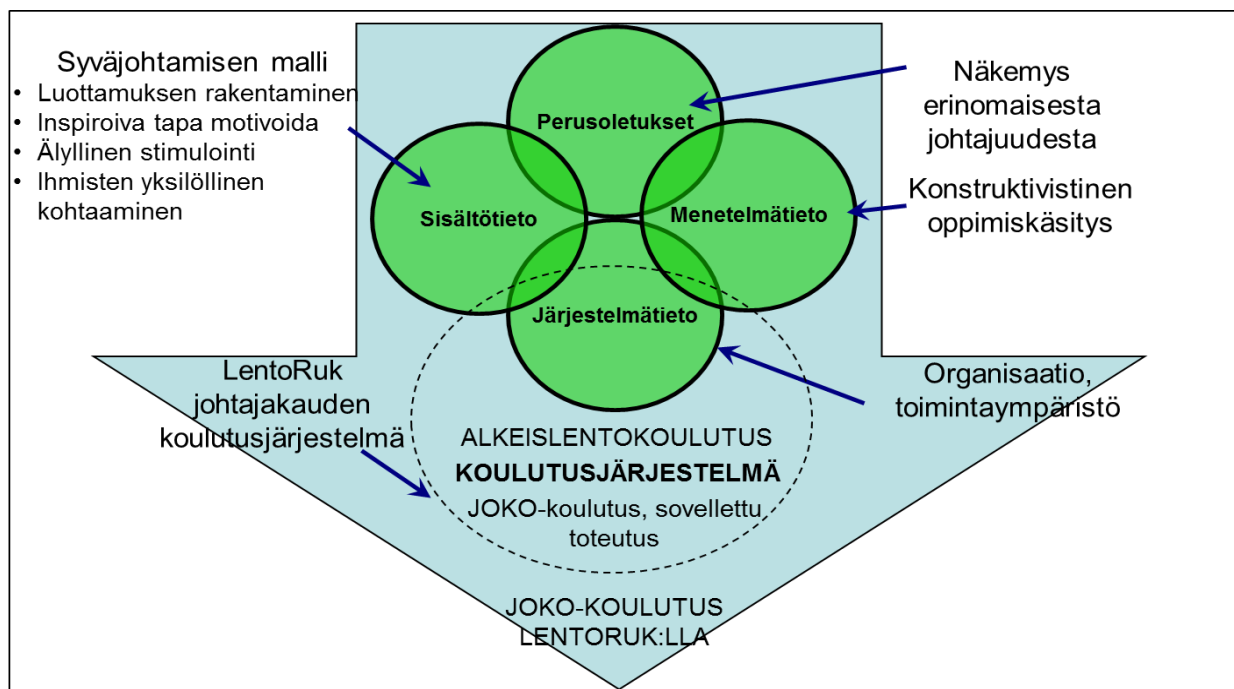 Syväjohtamisen malli
• Luottamuksen rakentaminen
• Inspiroiva tapa motivoida
• Älyllinen stimulointi
• Ihmisten yksilöllinen
kohtaaminen
Perusoletukset
Näkemys
erinomaisesta
johtajuudesta
Sisältötieto
Menetelmätieto
Konstruktivistinen
oppimiskäsitys
Järjestelmätieto
LentoRuk
johtajakauden
koulutusjärjestelmä
Organisaatio,
toimintaympäristö
ALKEISLENTOKOULUTUS
KOULUTUSJÄRJESTELMÄ
JOKO-koulutus, sovellettu
toteutus
JOKO-KOULUTUS
LENTORUK:LLA